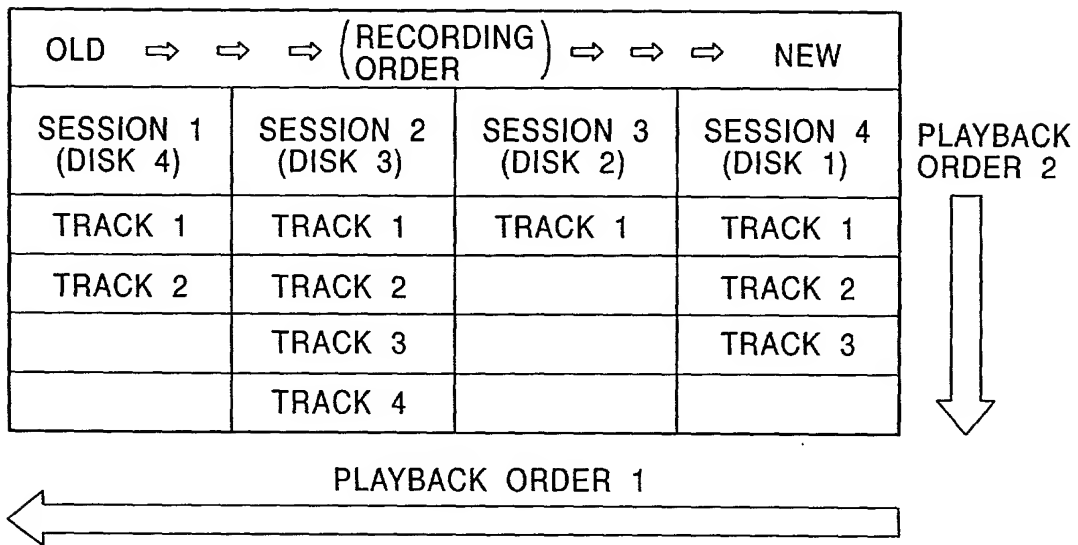 OLD ⇨ ⇨ ⇨ (RECORDING
ORDER) ⇨ ⇨ ⇨ NEW
SESSION 1 SESSION 2 SESSION 3 SESSION 4
(DISK 4) (DISK 3) (DISK 2) (DISK 1)
PLAYBACK
ORDER 2
TRACK 1 TRACK 1 TRACK 1 TRACK 1
TRACK 2 TRACK 2 TRACK 2
TRACK 3 TRACK 3
TRACK 4
PLAYBACK ORDER 1